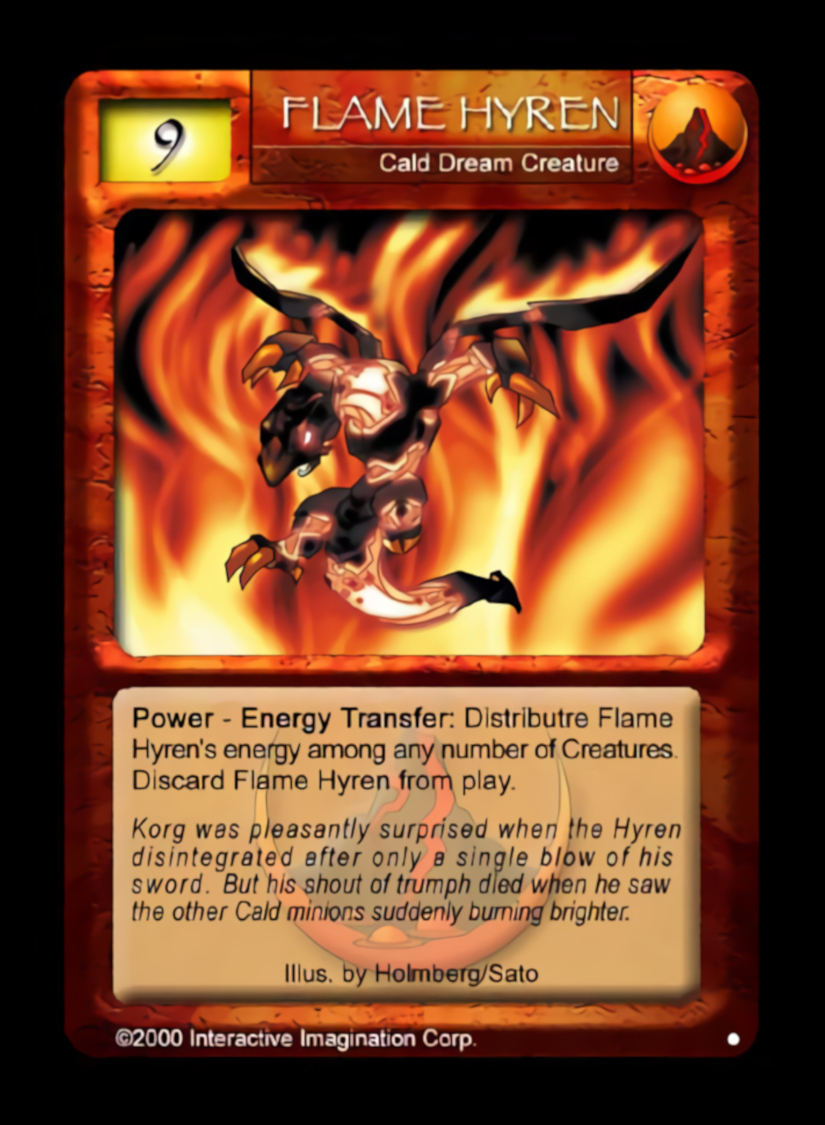 9
FLAME HYREN
Cald Dream Creature
Power - Energy Transfer: Distributre Flame
Hyren's energy among any number of Creatures.
Discard Flame Hyren from play.
Korg was pleasantly surprised when the Hyren
disintegrated after only a single blow of his
sword. But his shout of trumph died when he saw
the other Cald minions suddenly burning brighter.
Illus. by Holmberg/Sato
©2000 Interactive Imagination Corp.